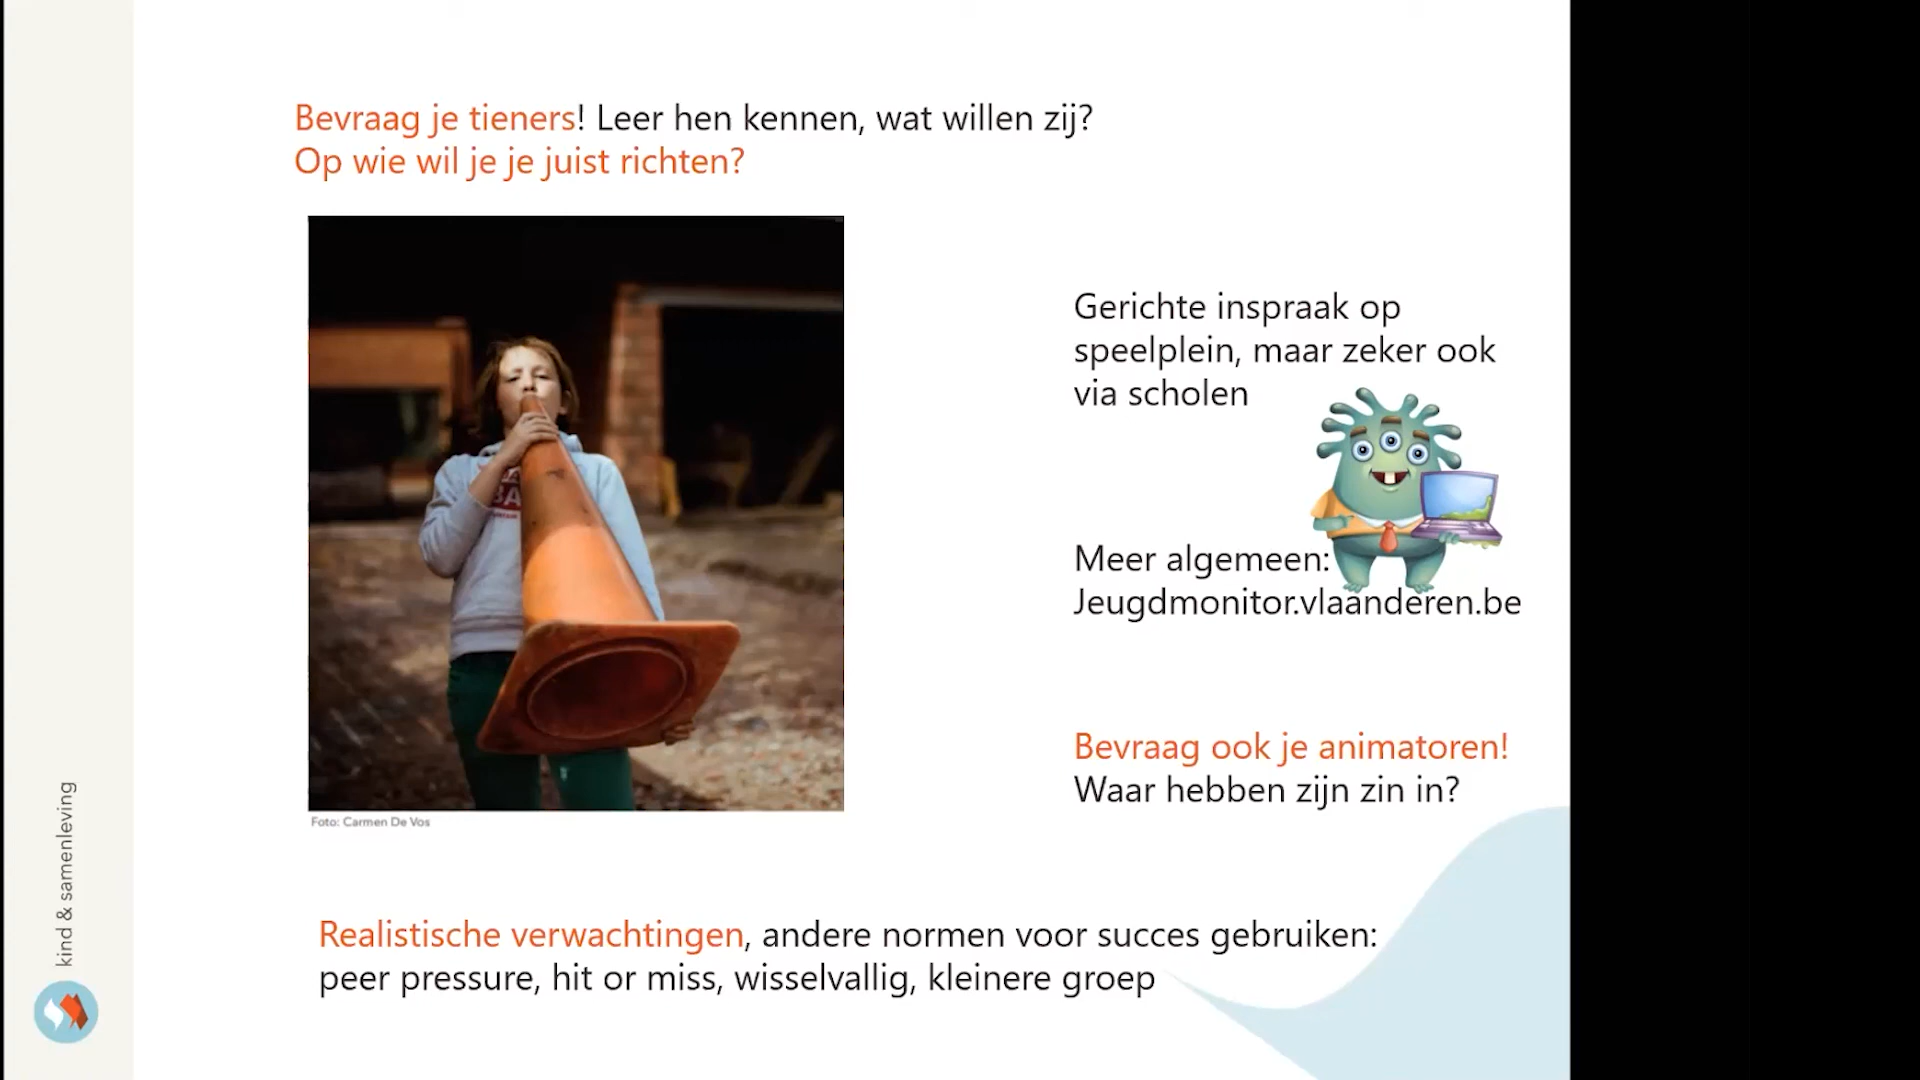 Bevraag je tieners! Leer hen kennen, wat willen zij?
Op wie wil je je juist richten?
Gerichte inspraak op
speelplein, maar zeker ook
via scholen
Meer algemeen:
Jeugdmonitor.vlaanderen.be
Bevraag ook je animatoren!
Waar hebben zijn zin in?
Foto: Carmen De Vos
Realistische verwachtingen, andere normen voor succes gebruiken:
peer pressure, hit or miss, wisselvallig, kleinere groep
kind & samenleving